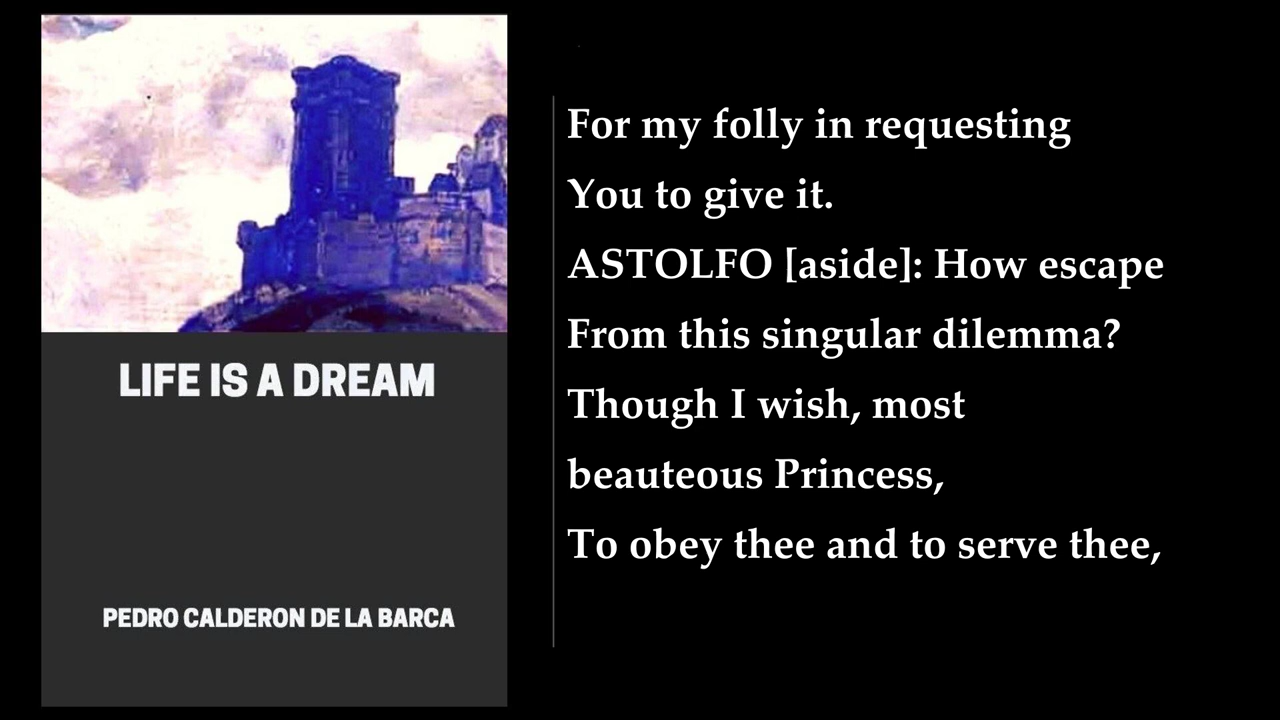 LIFE IS A DREAM
PEDRO CALDERON DE LA BARCA
For my folly in requesting
You to give it.
ASTOLFO [aside]: How escape
From this singular dilemma?
Though I wish, most
beauteous Princess,
To obey thee and to serve thee,